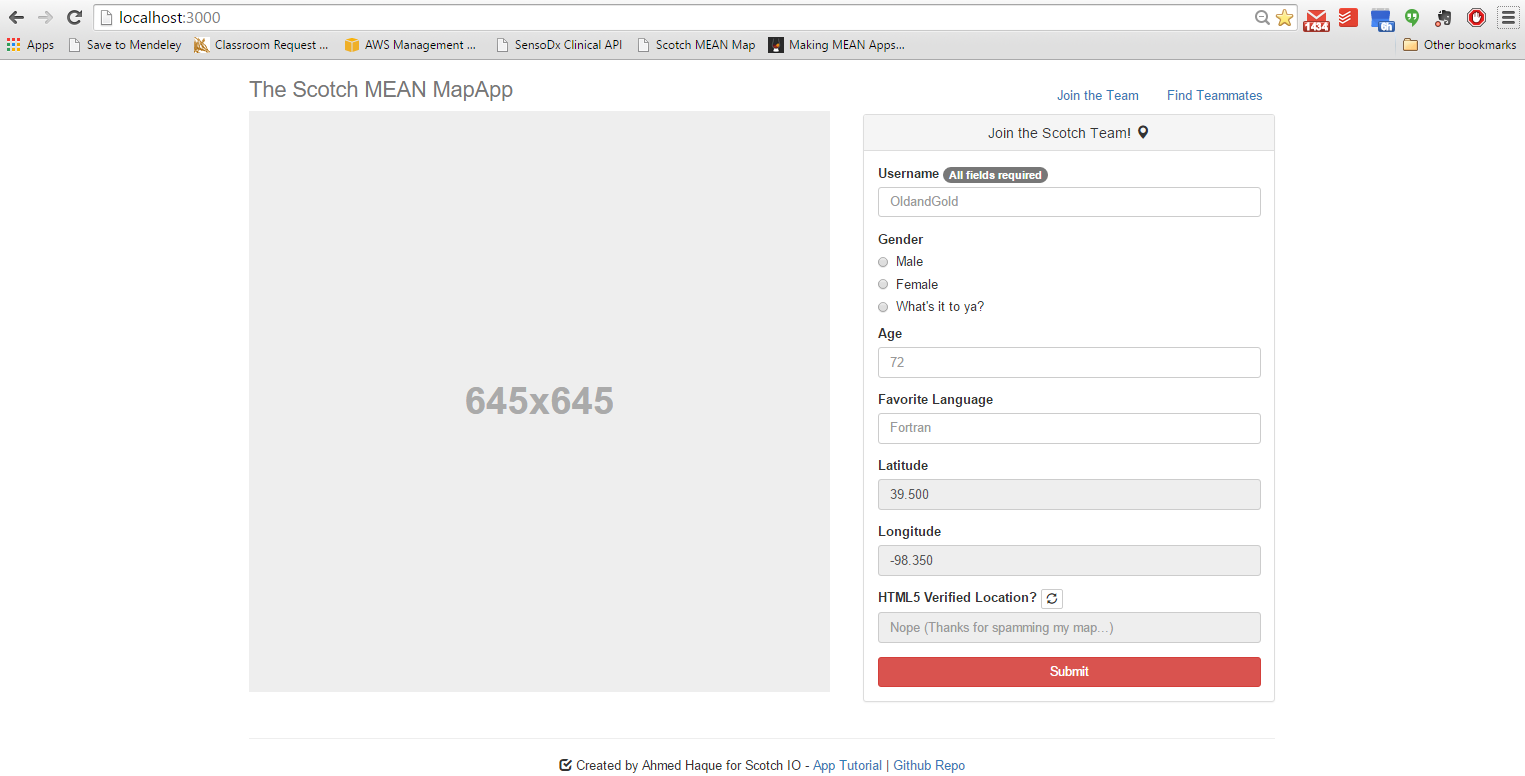 localhost:3000
1434
6h
Apps
Save to Mendeley
Classroom Request ...
AWS Management ...
SensoDx Clinical API
Scotch MEAN Map
Making MEAN Apps...
Other bookmarks
The Scotch MEAN MapApp
Join the Team
Find Teammates
645x645
Join the Scotch Team!
Username All fields required
OldandGold
Gender
Male
Female
What's it to ya?
Age
72
Favorite Language
Fortran
Latitude
39.500
Longitude
-98.350
HTML5 Verified Location?
Nope (Thanks for spamming my map...)
Submit
Created by Ahmed Haque for Scotch IO - App Tutorial | Github Repo